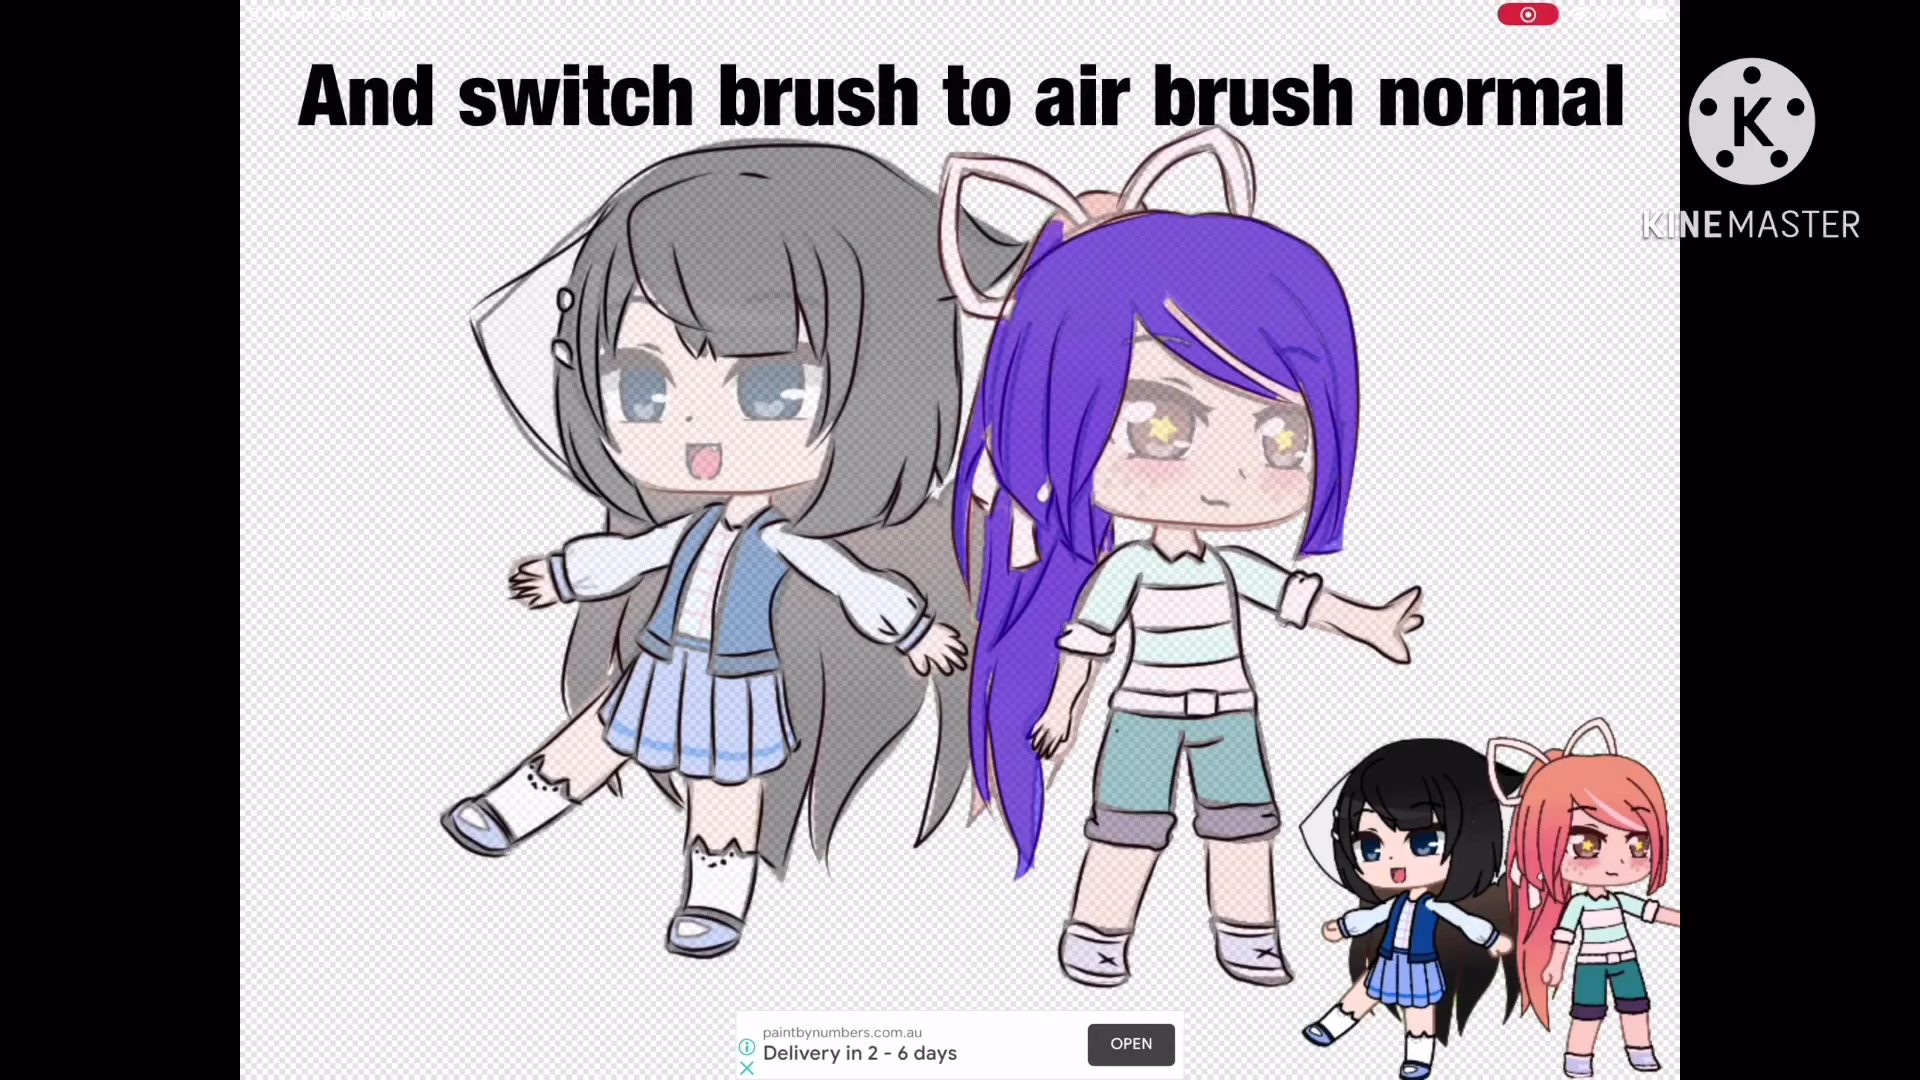 And switch brush to air brush normal
K
KINEMASTER
paintbynumbers.com.au
Delivery in 2 - 6 days
OPEN